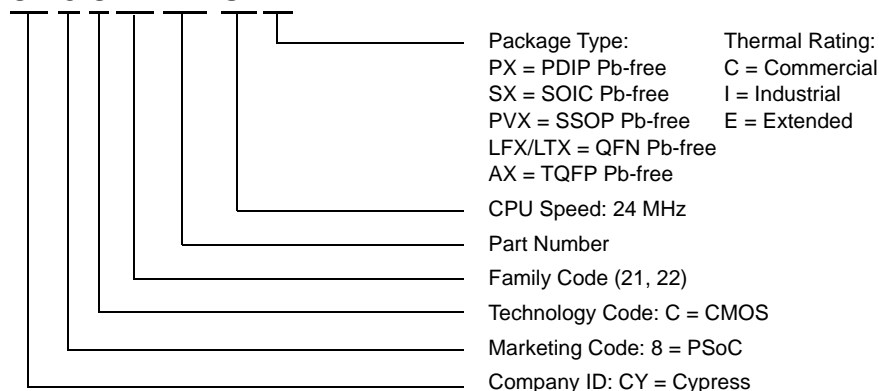 Package Type: Thermal Rating:
PX = PDIP Pb-free C = Commercial
SX = SOIC Pb-free I = Industrial
PVX = SSOP Pb-free E = Extended
LFX/LTX = QFN Pb-free
AX = TQFP Pb-free
CPU Speed: 24 MHz
Part Number
Family Code (21, 22)
Technology Code: C = CMOS
Marketing Code: 8 = PSoC
Company ID: CY = Cypress